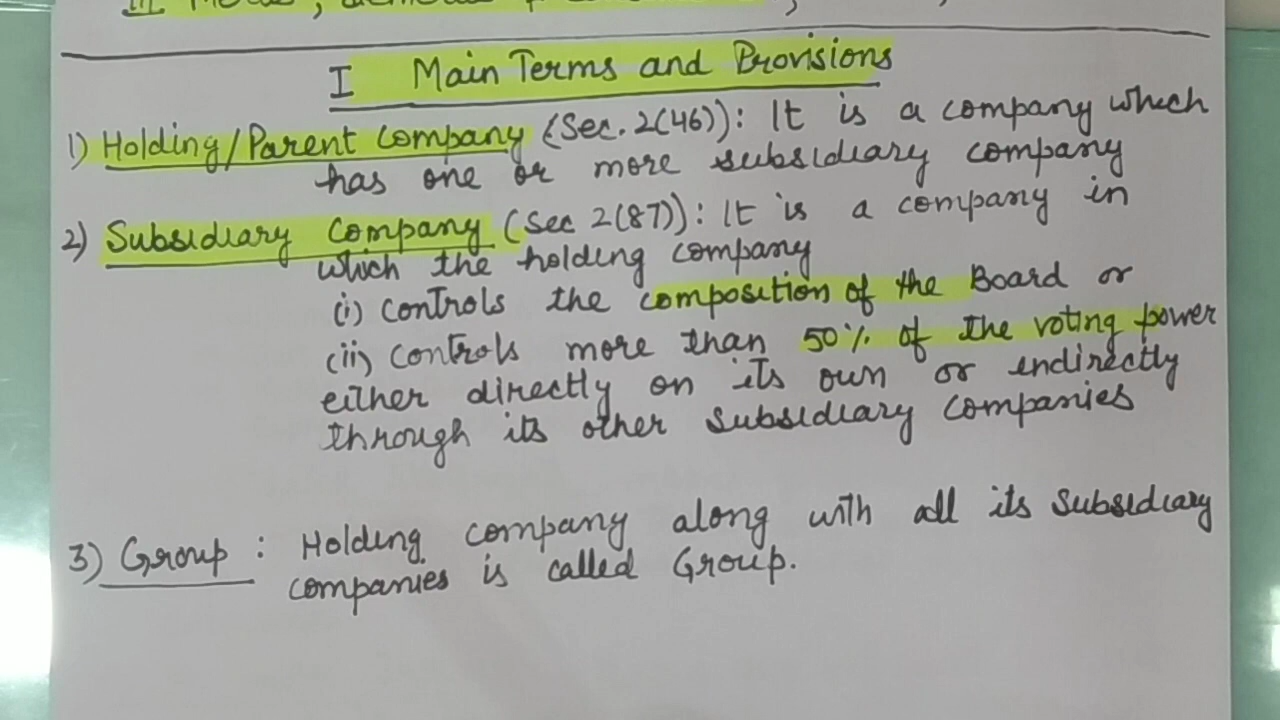 III
I Main Terms and Provisions
1) Holding/Parent Company (Sec. 2(46)): It is a company which
has one or more subsidiary company
2) Subsidiary Company (Sec 2(87)): It is a company in
which the holding company
(i) controls the composition of the Board or
(ii) controls more than 50% of the voting power
either directly on its own or indirectly
through its other subsidiary companies
3) Group : Holding company along with all its subsidiary
companies is called Group.